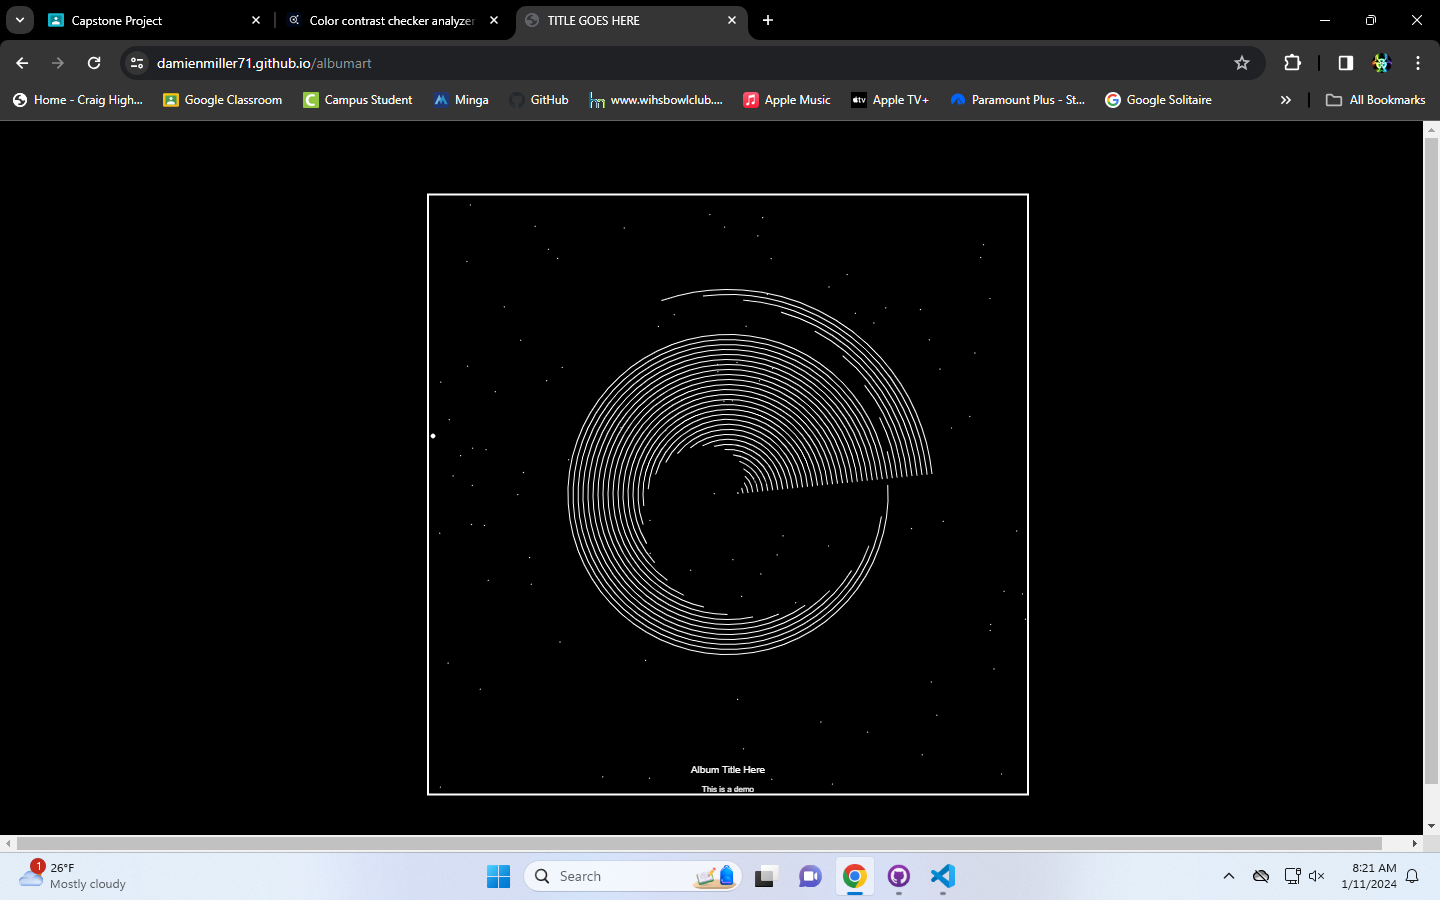 Capstone Project
Color contrast checker analyzer
TITLE GOES HERE
damienmiller71.github.io/albumart
Home - Craig High...
Google Classroom
Campus Student
Minga
GitHub
www.wihsbowlclub....
Apple Music
tv
Apple TV+
Paramount Plus - St...
Google Solitaire
All Bookmarks
Album Title Here
This is a demo
1
26°F
Mostly cloudy
Search
8:21 AM
1/11/2024